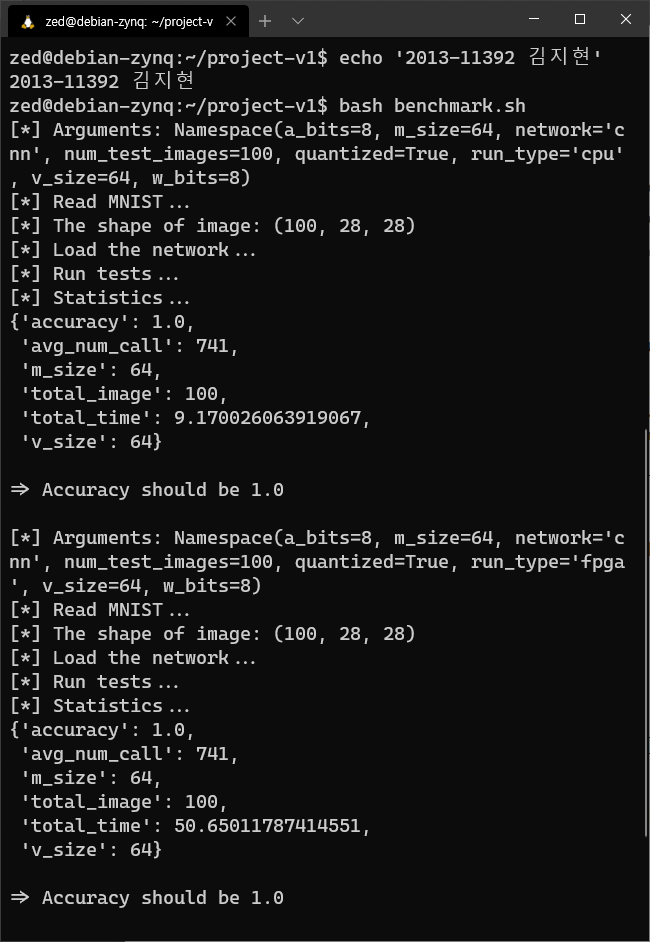 zed@debian-zynq: ~/project-v
zed@debian-zynq:~/project-v1$ echo '2013-11392 김지현'
2013-11392 김지현
zed@debian-zynq:~/project-v1$ bash benchmark.sh
[*] Arguments: Namespace(a_bits=8, m_size=64, network='c
nn', num_test_images=100, quantized=True, run_type='cpu'
, v_size=64, w_bits=8)
[*] Read MNIST...
[*] The shape of image: (100, 28, 28)
[*] Load the network...
[*] Run tests...
[*] Statistics...
{'accuracy': 1.0,
 'avg_num_call': 741,
 'm_size': 64,
 'total_image': 100,
 'total_time': 9.170026063919067,
 'v_size': 64}

=> Accuracy should be 1.0

[*] Arguments: Namespace(a_bits=8, m_size=64, network='c
nn', num_test_images=100, quantized=True, run_type='fpga
', v_size=64, w_bits=8)
[*] Read MNIST...
[*] The shape of image: (100, 28, 28)
[*] Load the network...
[*] Run tests...
[*] Statistics...
{'accuracy': 1.0,
 'avg_num_call': 741,
 'm_size': 64,
 'total_image': 100,
 'total_time': 50.65011787414551,
 'v_size': 64}

=> Accuracy should be 1.0